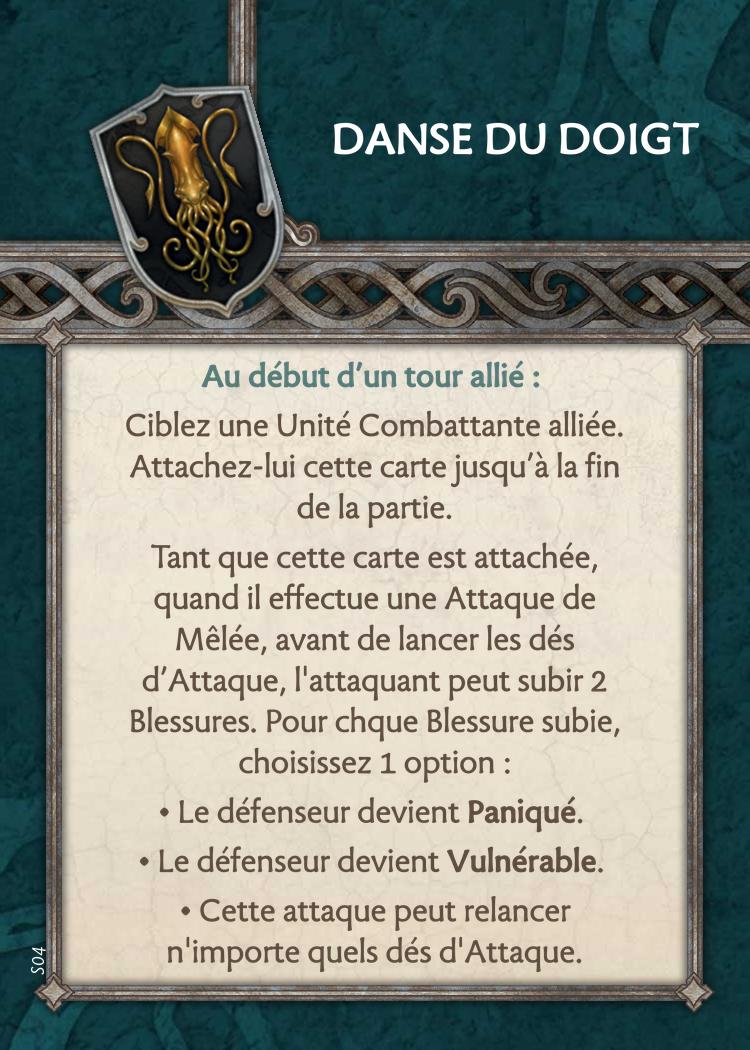 DANSE DU DOIGT
Au début d’un tour allié :
Ciblez une Unité Combattante alliée.
Attachez-lui cette carte jusqu’à la fin
de la partie.
Tant que cette carte est attachée,
quand il effectue une Attaque de
Mêlée, avant de lancer les dés
d’Attaque, l'attaquant peut subir 2
Blessures. Pour chque Blessure subie,
choisissez 1 option :
• Le défenseur devient Paniqué.
• Le défenseur devient Vulnérable.
• Cette attaque peut relancer
n'importe quels dés d'Attaque.
S04